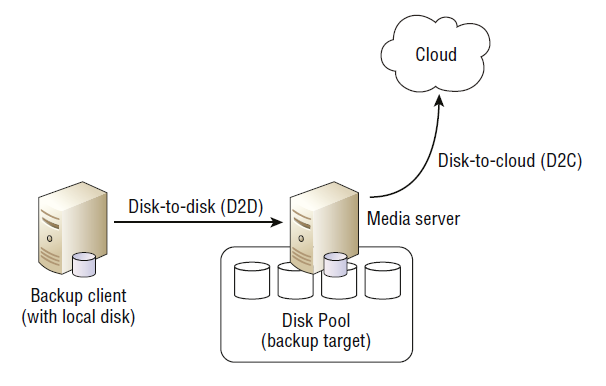 Cloud
Disk-to-cloud (D2C)
Disk-to-disk (D2D)
Media server
Backup client
(with local disk)
Disk Pool
(backup target)